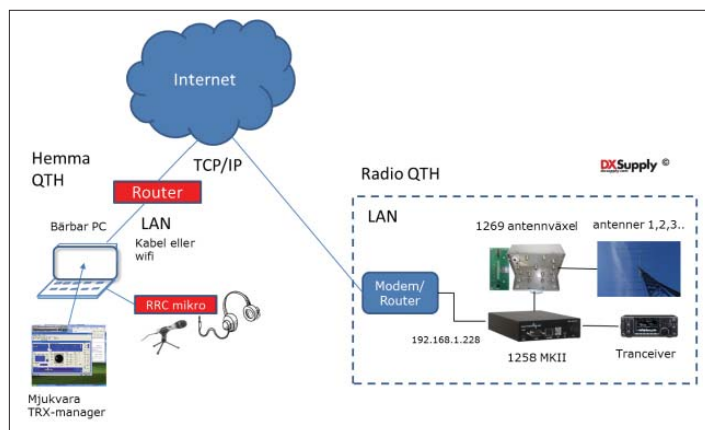 Internet
Hemma
QTH
TCP/IP
Router
LAN
Kabel eller
wifi
Bärbar PC
RRC mikro
Mjukvara
TRX-manager
Radio QTH
DXSupply ©
LAN
1269 antennväxel
antenner 1,2,3..
Modem/
Router
192.168.1.228
1258 MKII
Tranceiver